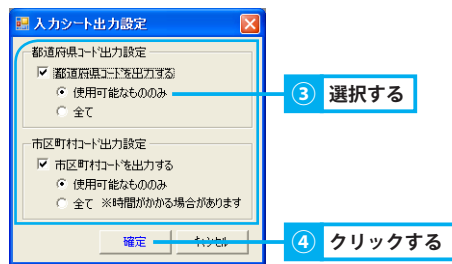 入力シート出力設定
都道府県コード出力設定
都道府県コードを出力する
使用可能なもののみ
全て
③ 選択する
市区町村コード出力設定
市区町村コードを出力する
使用可能なもののみ
全て ※時間がかかる場合があります
確定 キャンセル
④ クリックする